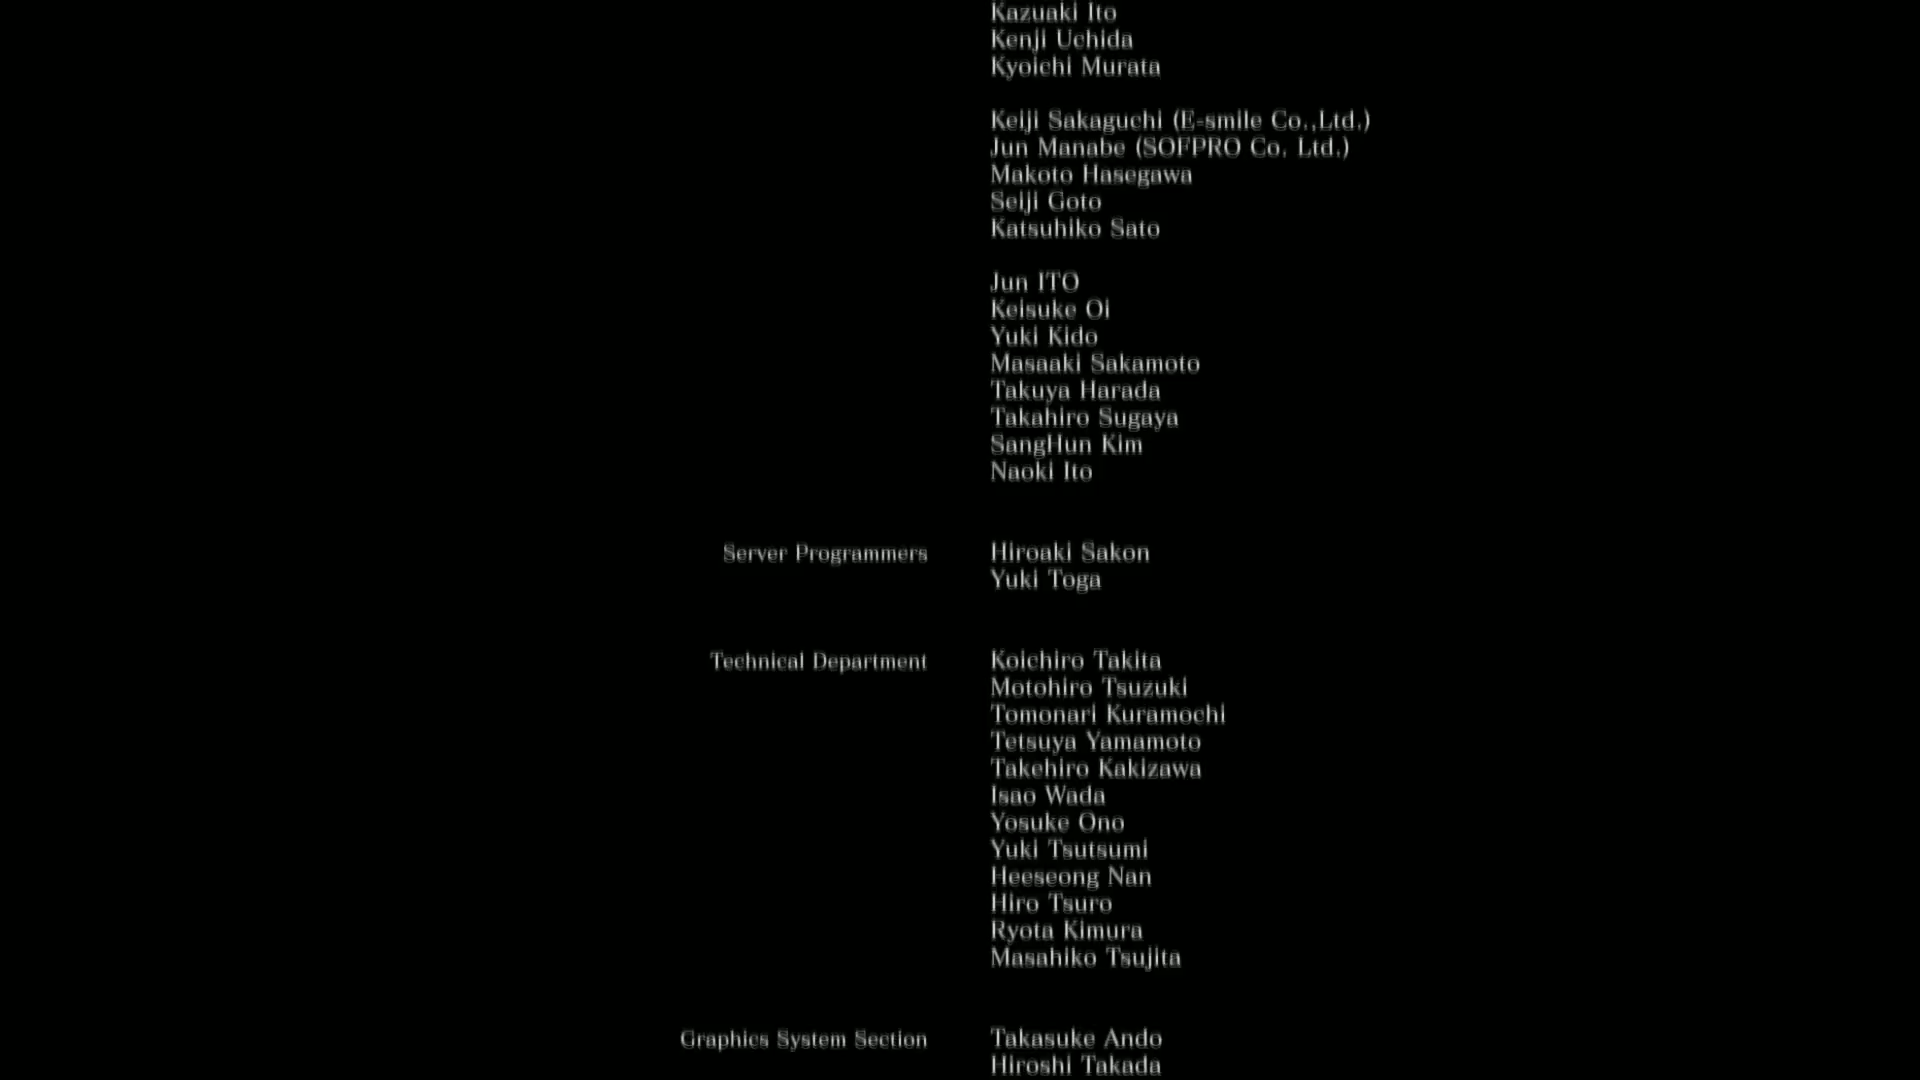 Kazuaki Ito
Kenji Uchida
Kyoichi Murata
Keiji Sakaguchi (E-smile Co.,Ltd.)
Jun Manabe (SOFPRO Co. Ltd.)
Makoto Hasegawa
Seiji Goto
Katsuhiko Sato
Jun ITO
Keisuke Oi
Yuki Kido
Masaaki Sakamoto
Takuya Harada
Takahiro Sugaya
SangHun Kim
Naoki Ito
Server Programmers Hiroaki Sakon
Yuki Toga
Technical Department Koichiro Takita
Motohiro Tsuzuki
Tomonari Kuramochi
Tetsuya Yamamoto
Takehiro Kakizawa
Isao Wada
Yosuke Ono
Yuki Tsutsumi
Heeseong Nan
Hiro Tsuro
Ryota Kimura
Masahiko Tsujita
Graphics System Section Takasuke Ando
Hiroshi Takada